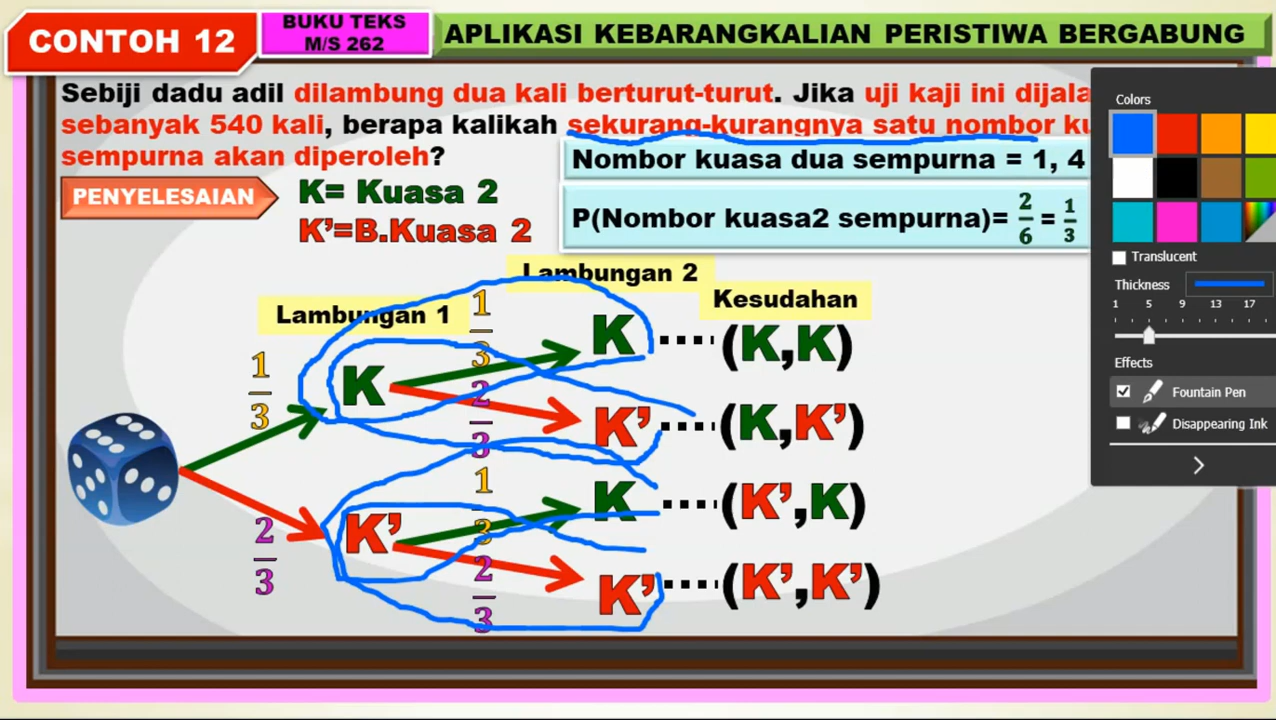 CONTOH 12
BUKU TEKS
M/S 262
APLIKASI KEBARANGKALIAN PERISTIWA BERGABUNG
Sebiji dadu adil dilambung dua kali berturut-turut. Jika uji kaji ini dijala
sebanyak 540 kali, berapa kalikah sekurang-kurangnya satu nombor ku
sempurna akan diperoleh?
Nombor kuasa dua sempurna = 1, 4
PENYELESAIAN
K= Kuasa 2
K’=B.Kuasa 2
P(Nombor kuasa2 sempurna)= 2/6 = 1/3
Lambungan 1
Lambungan 2
Kesudahan
1/3
K
1/3
K ····(K,K)
2/3
K’ ····(K,K’)
2/3
K’
1/3
K ····(K’,K)
2/3
K’ ····(K’,K’)
Colors
Translucent
Thickness
1 5 9 13 17
Effects
Fountain Pen
Disappearing Ink